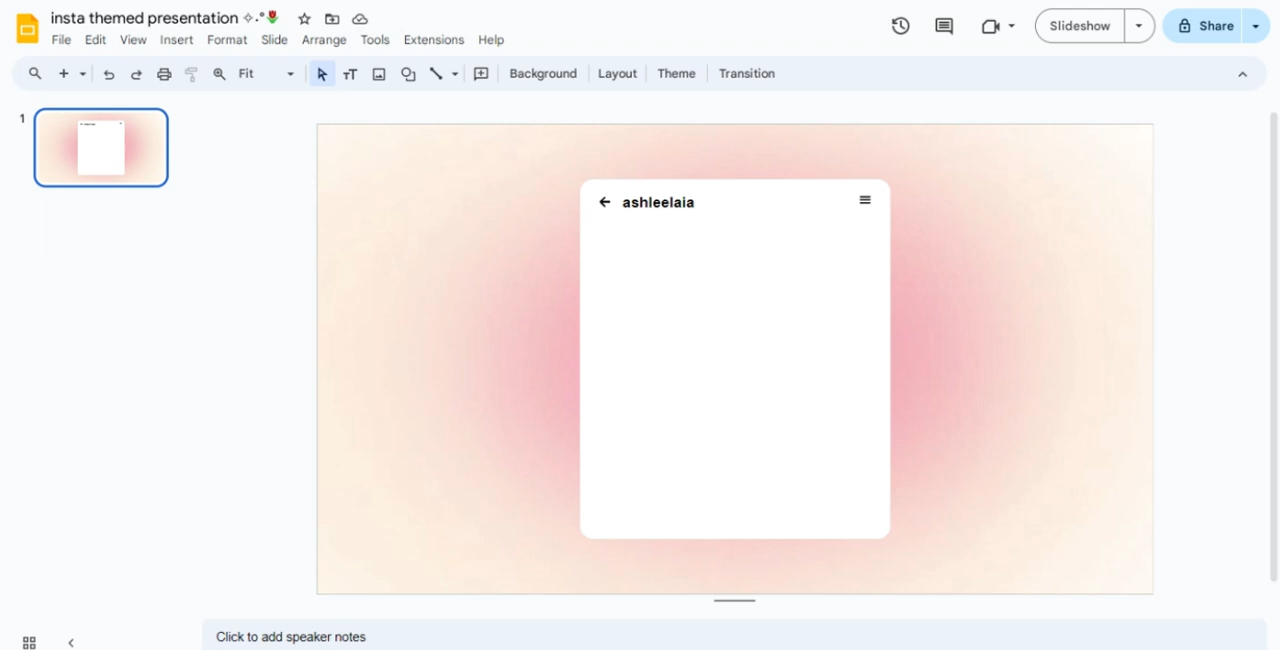 insta themed presentation ✧˖°🌷
File Edit View Insert Format Slide Arrange Tools Extensions Help
Slideshow Share
Fit Background Layout Theme Transition
1
ashleelaia
Click to add speaker notes